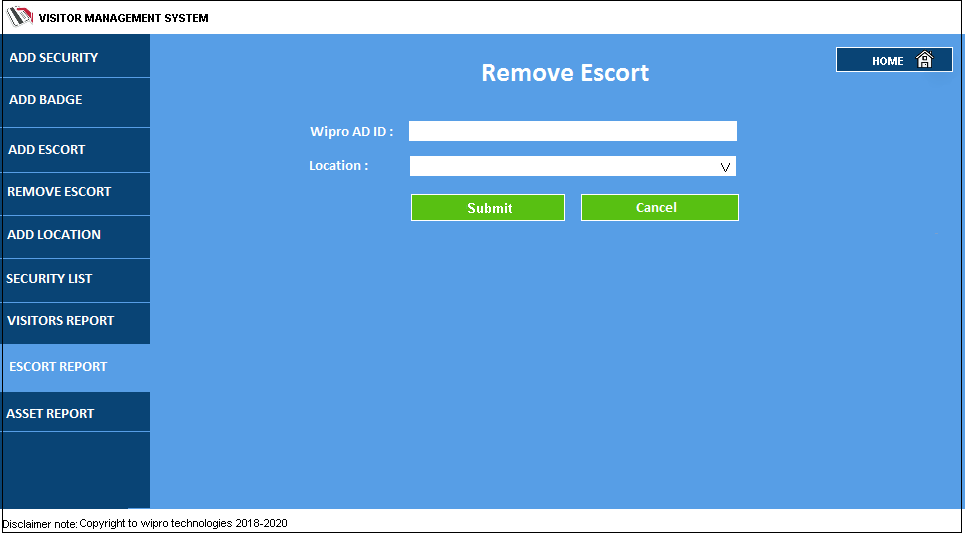 VISITOR MANAGEMENT SYSTEM
HOME
ADD SECURITY
ADD BADGE
ADD ESCORT
REMOVE ESCORT
ADD LOCATION
SECURITY LIST
VISITORS REPORT
ESCORT REPORT
ASSET REPORT
Remove Escort
Wipro AD ID :
Location :
Submit Cancel
Disclaimer note: Copyright to wipro technologies 2018-2020